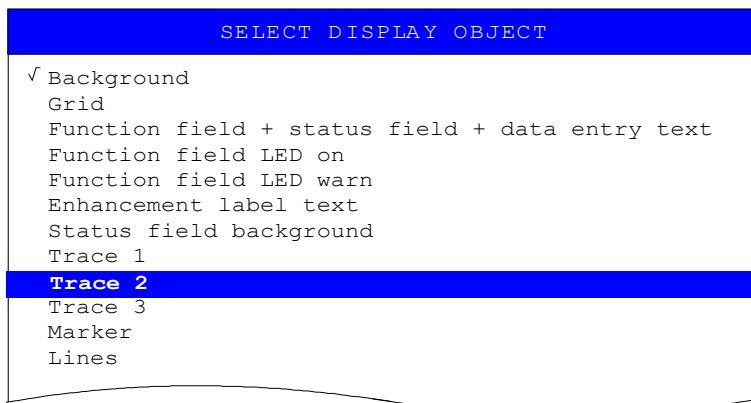 SELECT DISPLAY OBJECT
√ Background
Grid
Function field + status field + data entry text
Function field LED on
Function field LED warn
Enhancement label text
Status field background
Trace 1
Trace 2
Trace 3
Marker
Lines